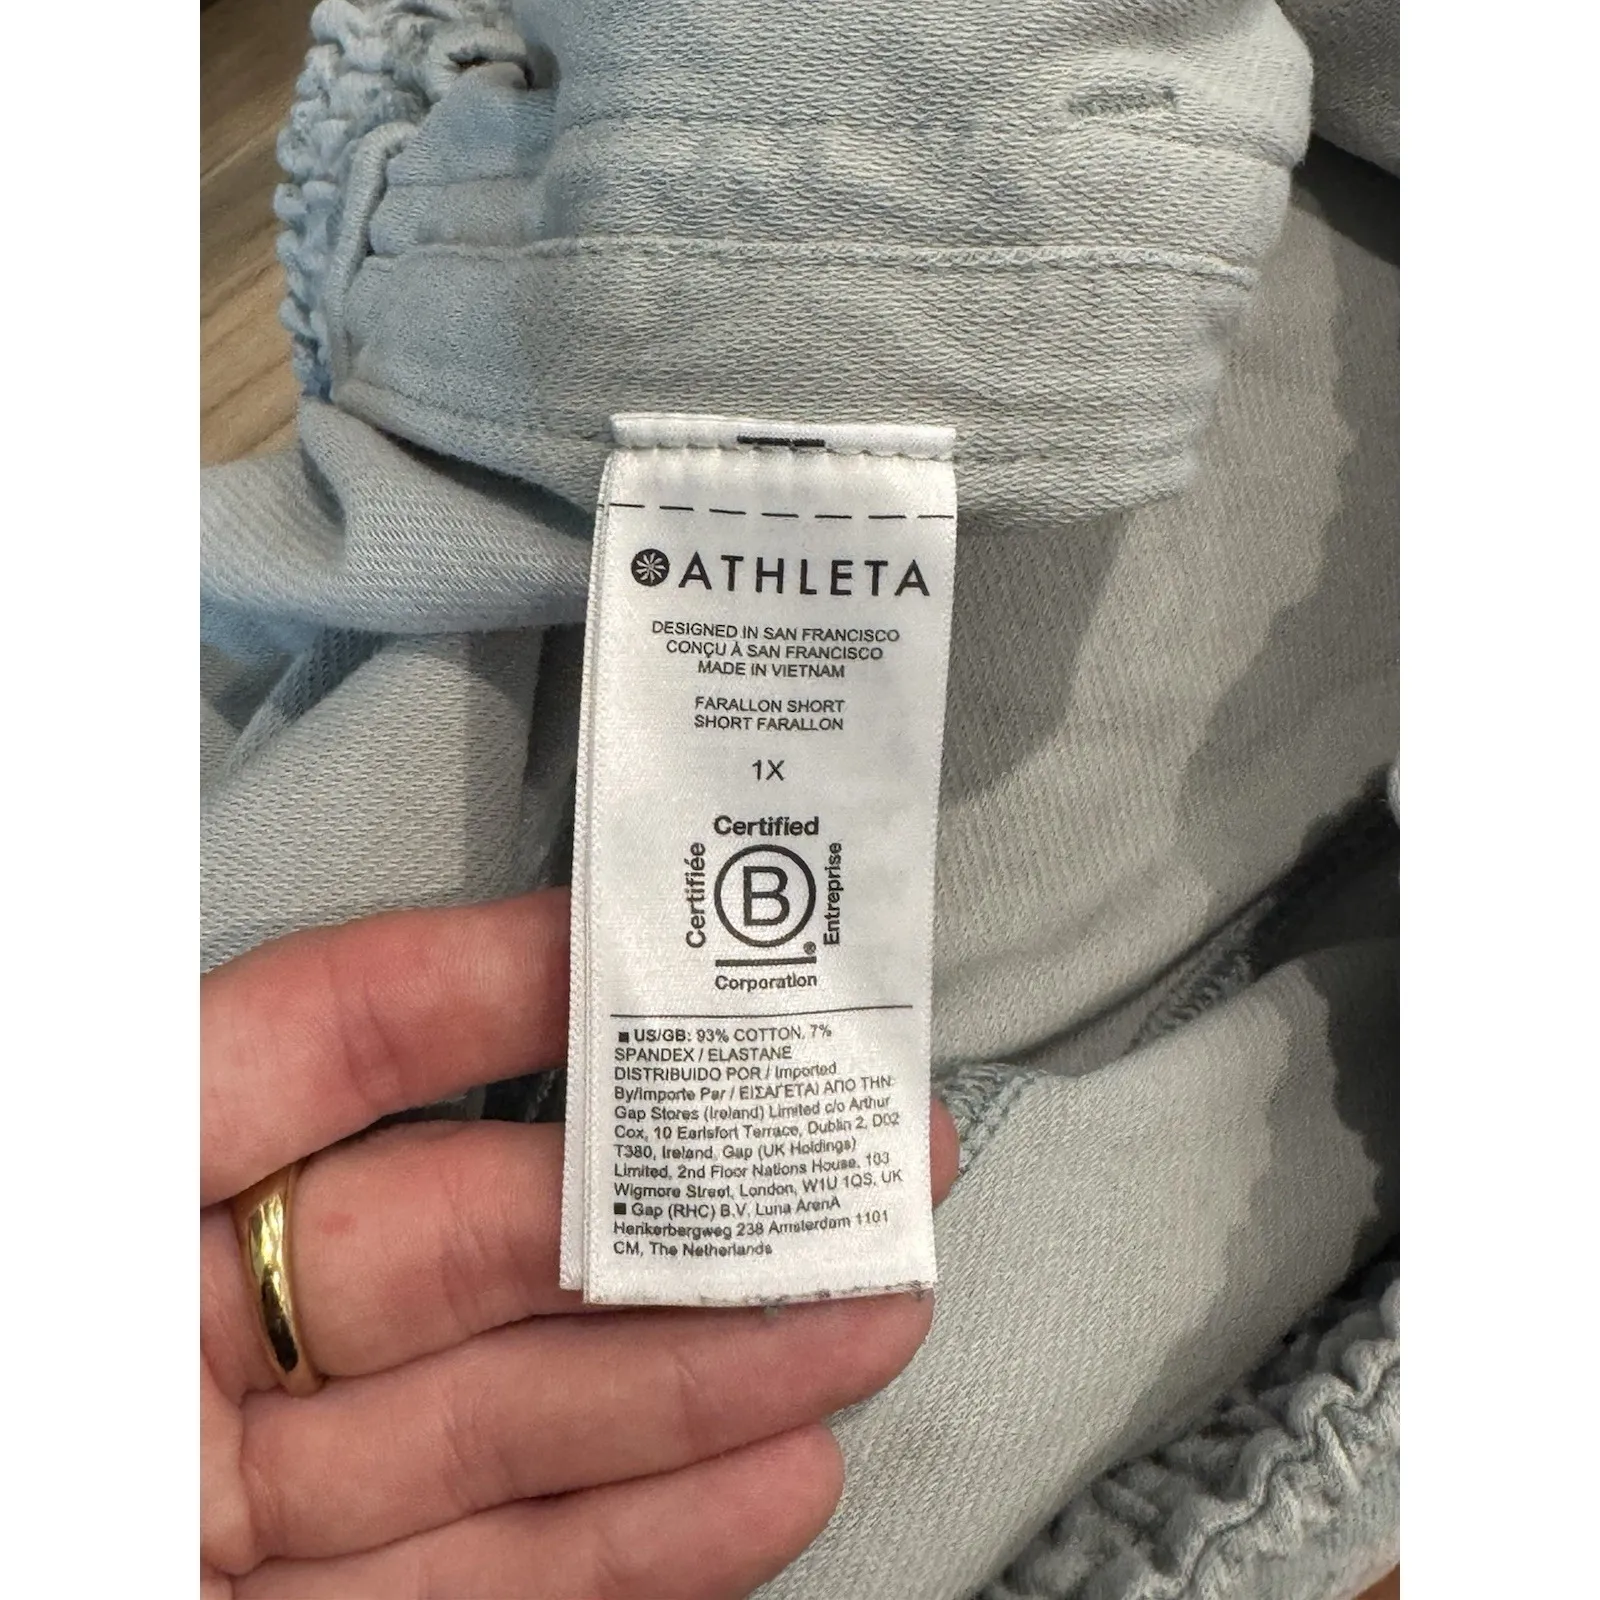 ATHLETA
DESIGNED IN SAN FRANCISCO
CONÇU À SAN FRANCISCO
MADE IN VIETNAM
FARALLON SHORT
SHORT FARALLON
1X
Certified
Certifiée
B
®
Entreprise
Corporation
US/GB: 93% COTTON, 7%
SPANDEX / ELASTANE
DISTRIBUIDO POR / Imported
By/Importe Par / ΕΙΣΑΓΕΤΑΙ ΑΠΟ ΤΗΝ:
Gap Stores (Ireland) Limited c/o Arthur
Cox, 10 Earlsfort Terrace, Dublin 2, D02
T380, Ireland, Gap (UK Holdings)
Limited, 2nd Floor Nations House, 103
Wigmore Street, London, W1U 1QS, UK
Gap (RHC) B.V. Luna ArenA
Herikerbergweg 238 Amsterdam 1101
CM, The Netherlands